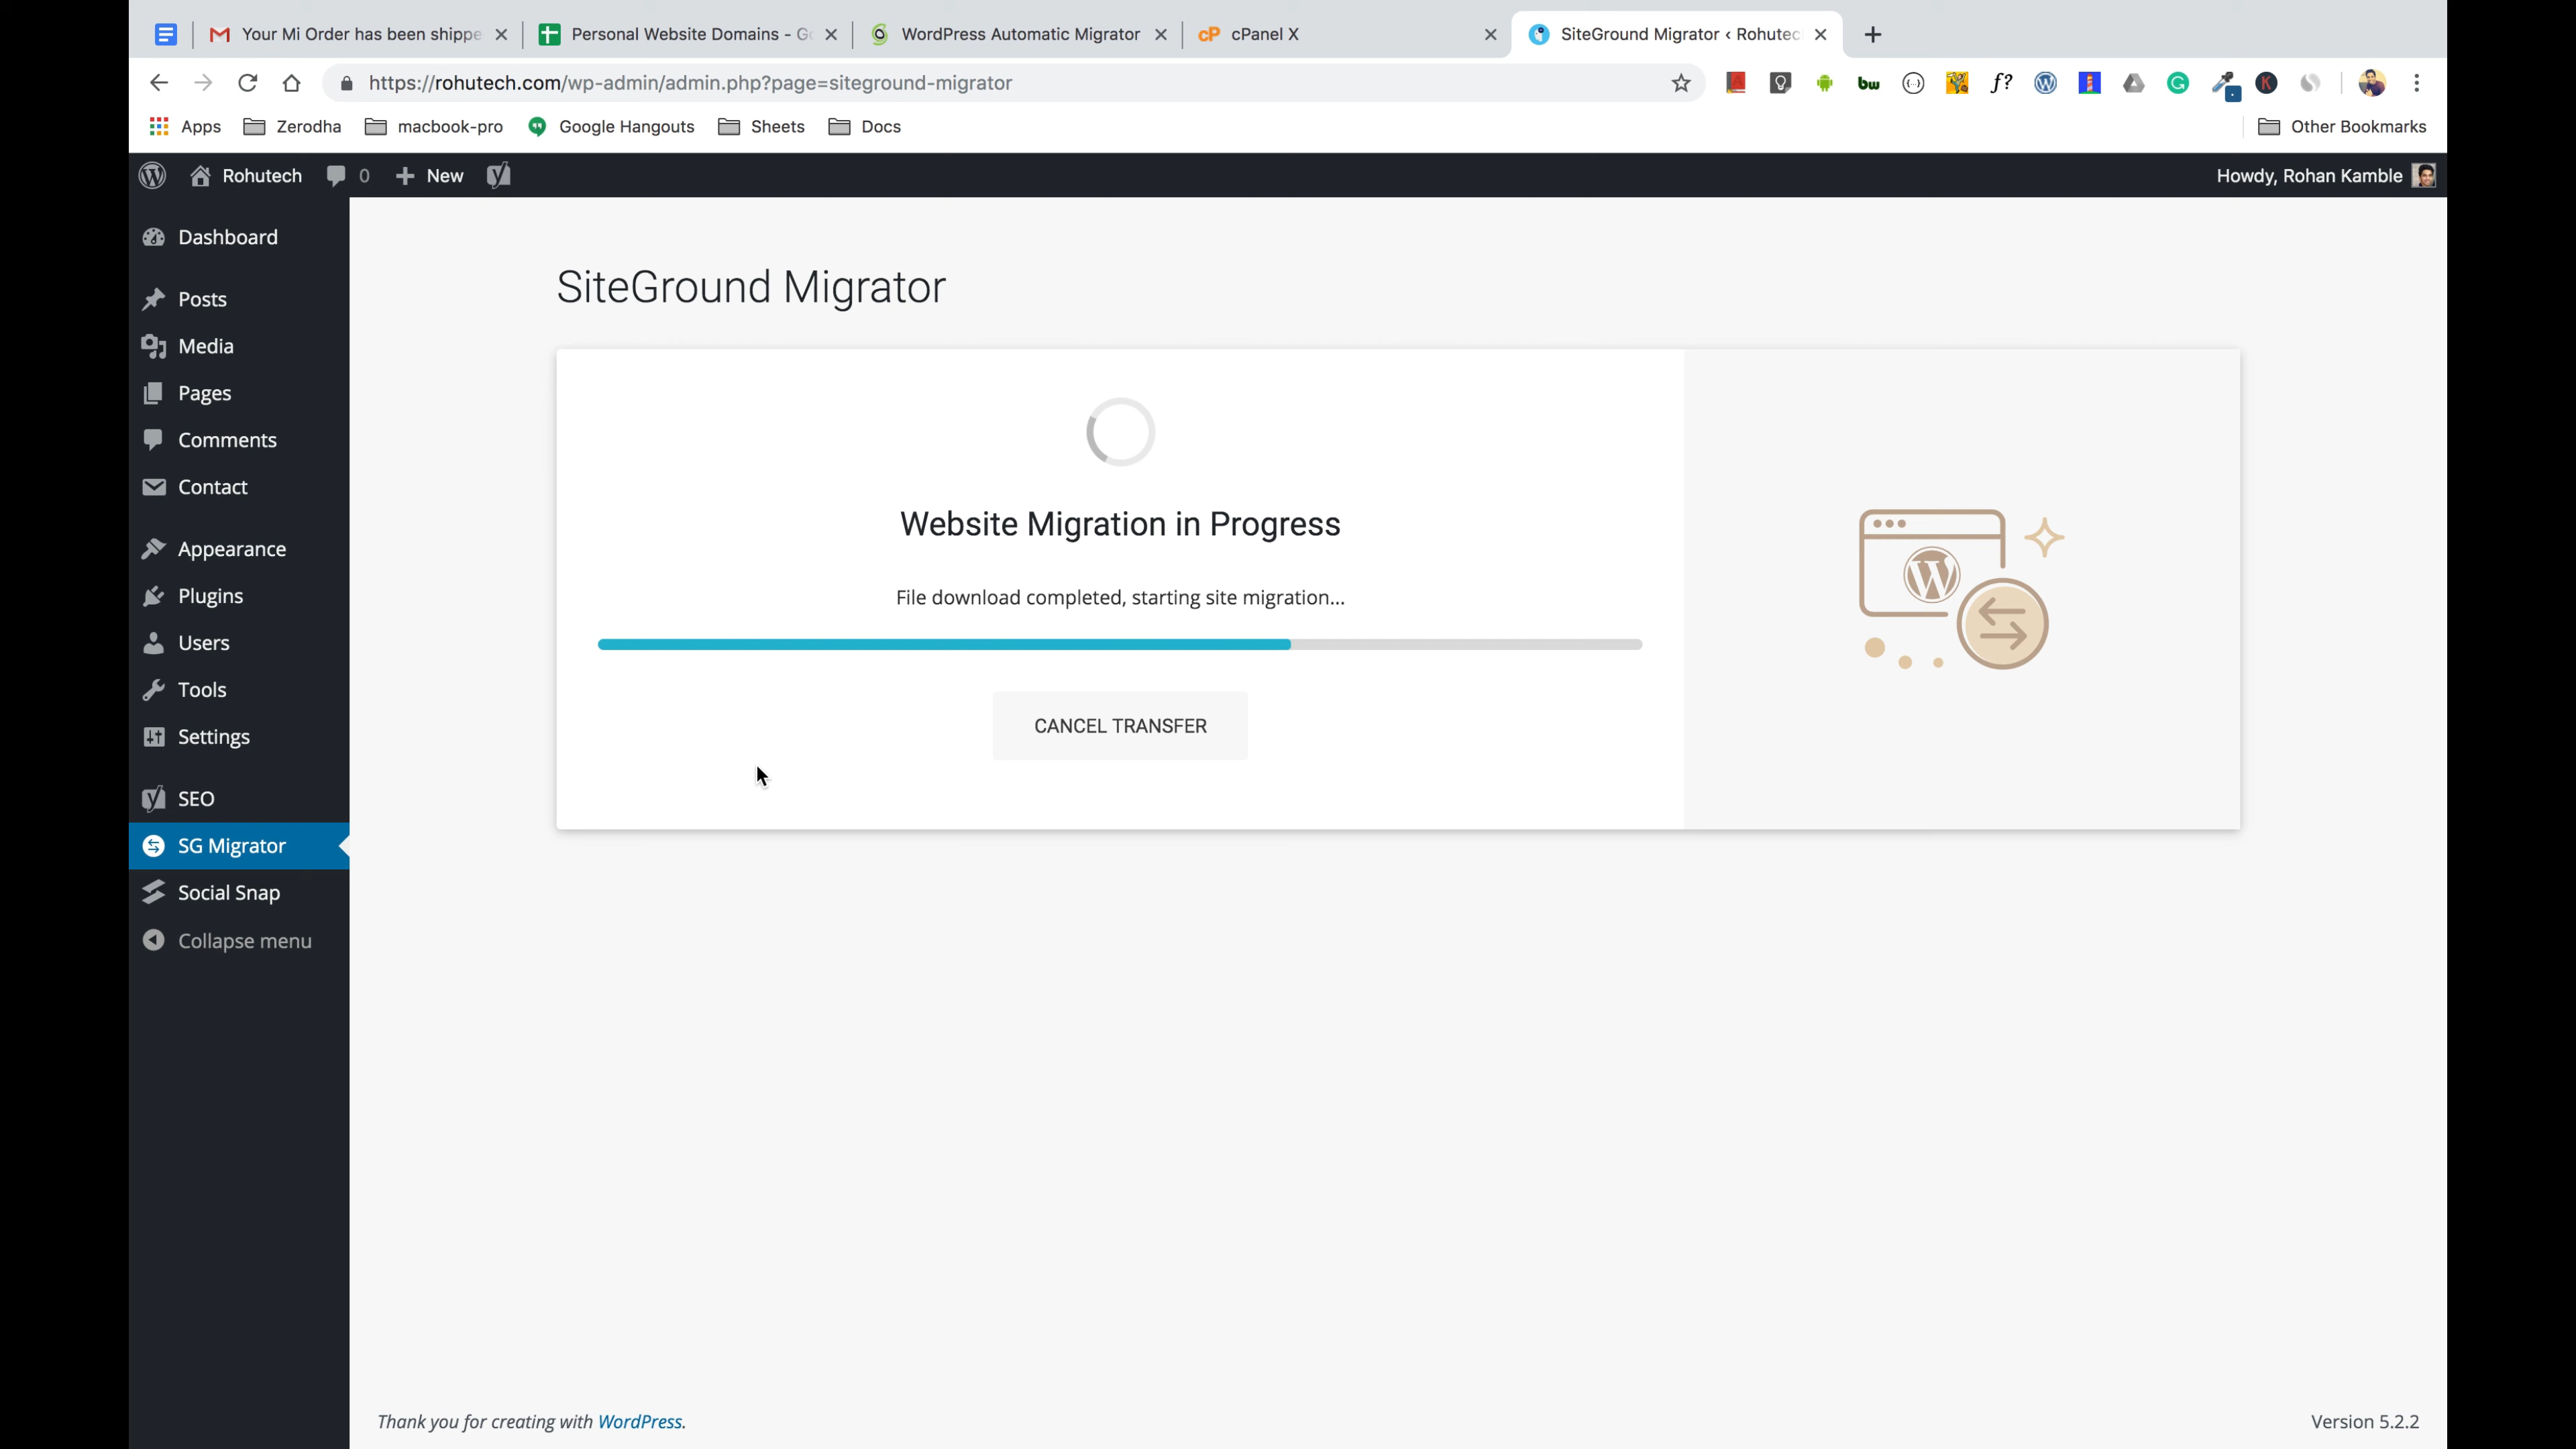 Your Mi Order has been shippe
Personal Website Domains - Go
WordPress Automatic Migrator
cP cPanel X
SiteGround Migrator ‹ Rohutec
https://rohutech.com/wp-admin/admin.php?page=siteground-migrator
Apps
Zerodha
macbook-pro
Google Hangouts
Sheets
Docs
Other Bookmarks
Rohutech
0
New
Howdy, Rohan Kamble
Dashboard
Posts
Media
Pages
Comments
Contact
Appearance
Plugins
Users
Tools
Settings
SEO
SG Migrator
Social Snap
Collapse menu
SiteGround Migrator
Website Migration in Progress
File download completed, starting site migration...
CANCEL TRANSFER
Thank you for creating with WordPress.
Version 5.2.2